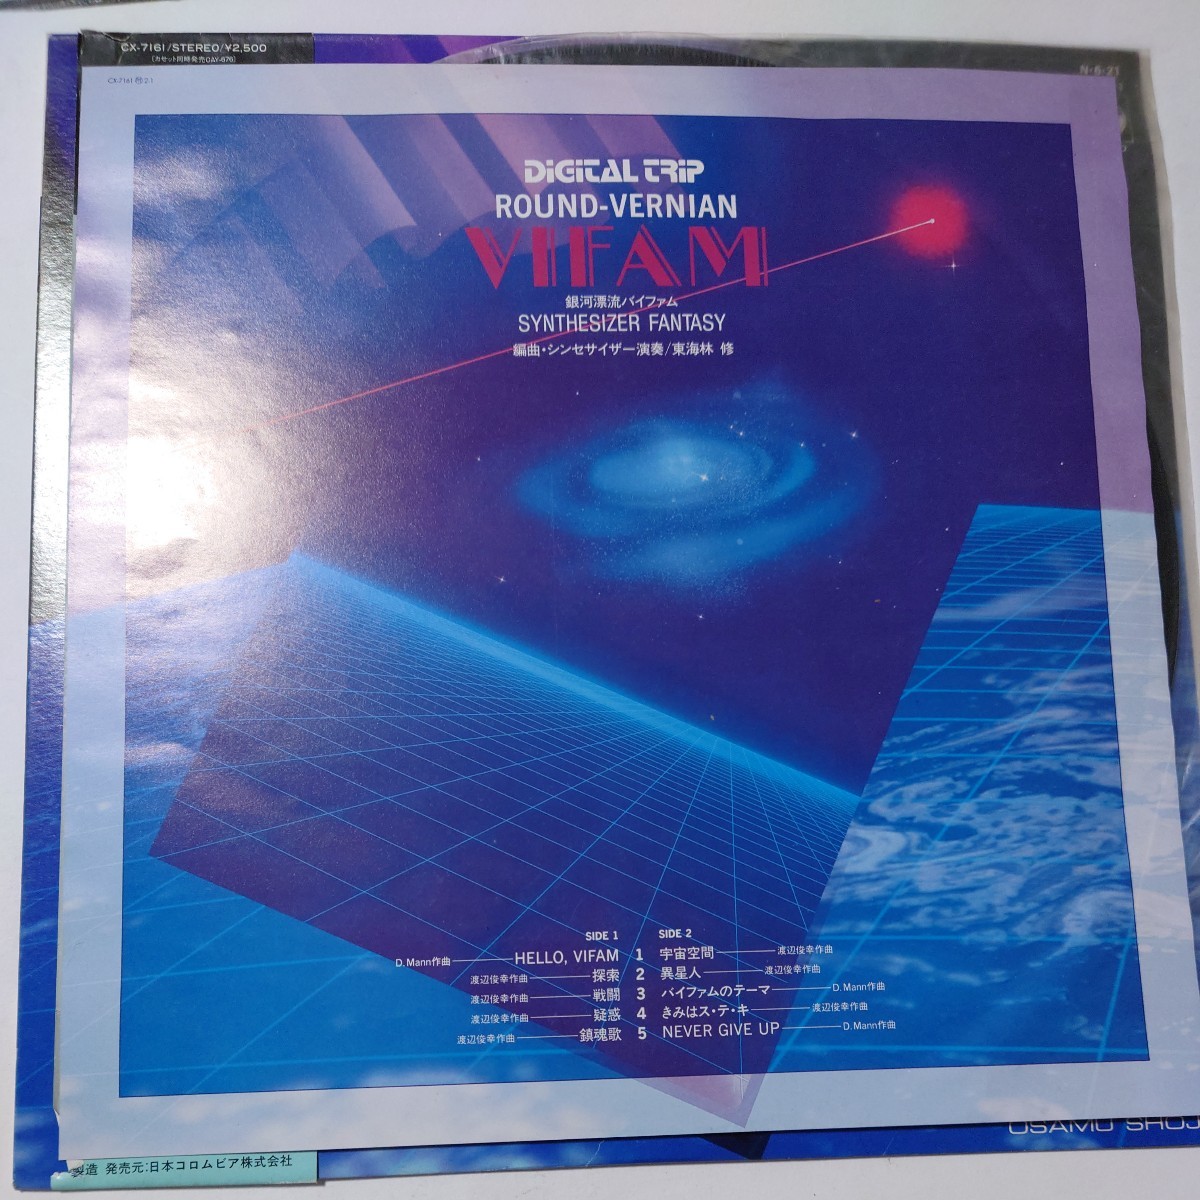 CX-7161/STEREO/¥2,500
(カセット同時発売CAY-676)
CX-7161
N-6-21
DIGITAL TRIP
ROUND-VERNIAN
VIFAM
銀河漂流バイファム
SYNTHESIZER FANTASY
編曲・シンセサイザー演奏/東海林 修
SIDE 1
D.Mann作曲 HELLO, VIFAM 1
渡辺俊幸作曲 探索 2
渡辺俊幸作曲 戦闘 3
渡辺俊幸作曲 疑惑 4
渡辺俊幸作曲 鎮魂歌 5
SIDE 2
宇宙空間 渡辺俊幸作曲
異星人 渡辺俊幸作曲
バイファムのテーマ D.Mann作曲
きみはス・テ・キ 渡辺俊幸作曲
NEVER GIVE UP D.Mann作曲
OSAMU SHOJ
製造 発売元:日本コロムビア株式会社